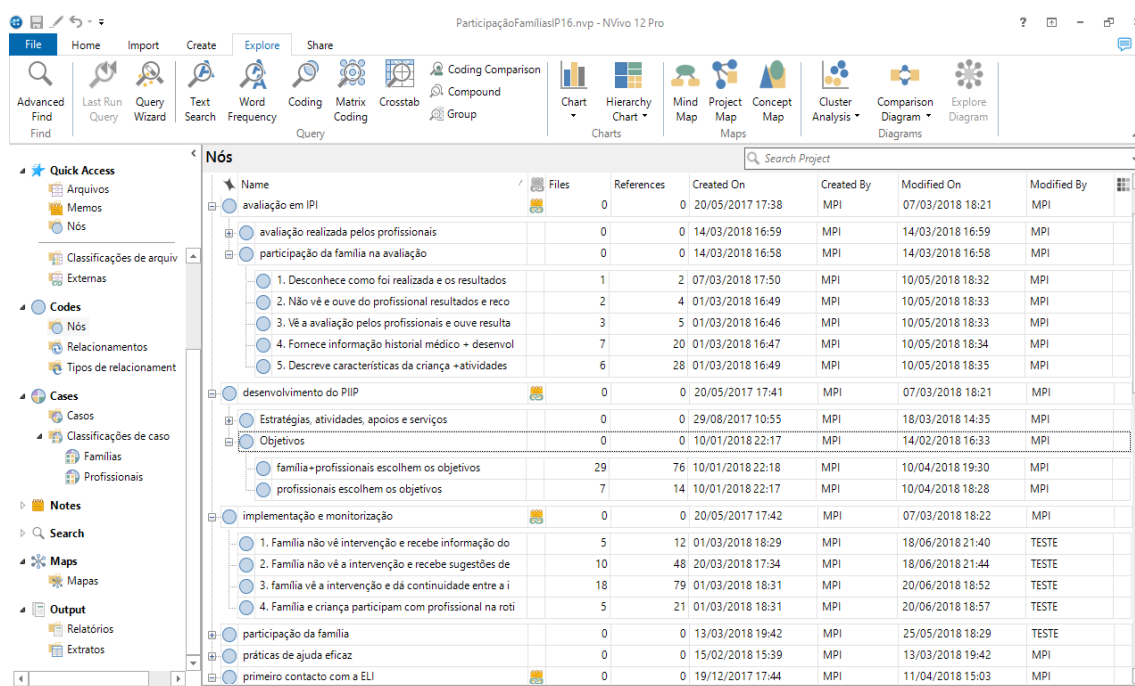 ParticipaçãoFamíliasIP16.nvp - NVivo 12 Pro
File Home Import Create Explore Share
Advanced Find
Last Run Query
Query Wizard
Text Search
Word Frequency
Coding
Matrix Coding
Crosstab
Coding Comparison
Compound
Group
Chart
Hierarchy Chart
Mind Map
Project Map
Concept Map
Cluster Analysis
Comparison Diagram
Explore Diagram
Find Query Charts Maps Diagrams
Quick Access
Arquivos
Memos
Nós
Classificações de arquiv
Externas
Codes
Nós
Relacionamentos
Tipos de relacionament
Cases
Casos
Classificações de caso
Famílias
Profissionais
Notes
Search
Maps
Mapas
Output
Relatórios
Extratos
Nós
Search Project
Name Files References Created On Created By Modified On Modified By
avaliação em IPI 0 0 20/05/2017 17:38 MPI 07/03/2018 18:21 MPI
avaliação realizada pelos profissionais 0 0 14/03/2018 16:59 MPI 14/03/2018 16:59 MPI
participação da família na avaliação 0 0 14/03/2018 16:58 MPI 14/03/2018 16:58 MPI
1. Desconhece como foi realizada e os resultados 1 2 07/03/2018 17:50 MPI 10/05/2018 18:32 MPI
2. Não vê e ouve do profissional resultados e reco 2 4 01/03/2018 16:49 MPI 10/05/2018 18:33 MPI
3. Vê a avaliação pelos profissionais e ouve resulta 3 5 01/03/2018 16:46 MPI 10/05/2018 18:33 MPI
4. Fornece informação historial médico + desenvol 7 20 01/03/2018 16:47 MPI 10/05/2018 18:34 MPI
5. Descreve características da criança +atividades 6 28 01/03/2018 16:49 MPI 10/05/2018 18:35 MPI
desenvolvimento do PIIP 0 0 20/05/2017 17:41 MPI 07/03/2018 18:21 MPI
Estratégias, atividades, apoios e serviços 0 0 29/08/2017 10:55 MPI 18/03/2018 14:35 MPI
Objetivos 0 0 10/01/2018 22:17 MPI 14/02/2018 16:33 MPI
família+profissionais escolhem os objetivos 29 76 10/01/2018 22:18 MPI 10/04/2018 19:30 MPI
profissionais escolhem os objetivos 7 14 10/01/2018 22:17 MPI 10/04/2018 18:28 MPI
implementação e monitorização 0 0 20/05/2017 17:42 MPI 07/03/2018 18:22 MPI
1. Família não vê intervenção e recebe informação do 5 12 01/03/2018 18:29 MPI 18/06/2018 21:40 TESTE
2. Família não vê a intervenção e recebe sugestões de 10 48 20/03/2018 17:34 MPI 18/06/2018 21:44 TESTE
3. família vê a intervenção e dá continuidade entre a i 18 79 01/03/2018 18:31 MPI 20/06/2018 18:52 TESTE
4. Família e criança participam com profissional na roti 5 21 01/03/2018 18:31 MPI 20/06/2018 18:57 TESTE
participação da família 0 0 13/03/2018 19:42 MPI 25/05/2018 18:29 TESTE
práticas de ajuda eficaz 0 0 15/02/2018 15:39 MPI 13/03/2018 19:42 MPI
primeiro contacto com a ELI 0 0 19/12/2017 17:44 MPI 11/04/2018 15:03 MPI